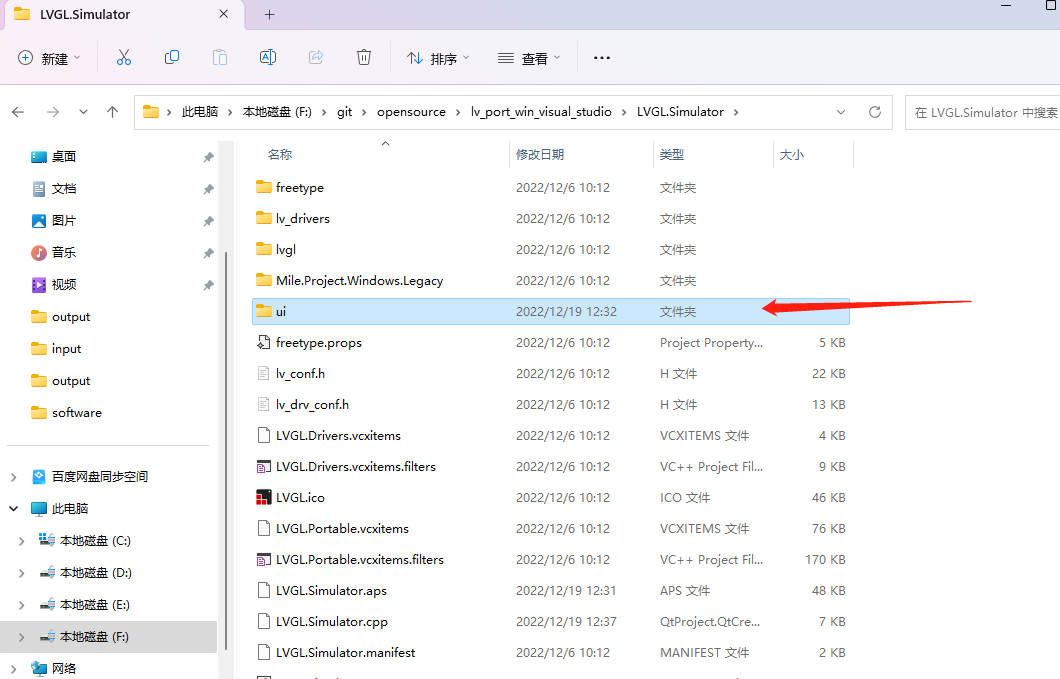 LVGL.Simulator
新建
排序
查看
此电脑 本地磁盘 (F:) git opensource lv_port_win_visual_studio LVGL.Simulator
在 LVGL.Simulator 中搜索
桌面
文档
图片
音乐
视频
output
input
output
software
百度网盘同步空间
此电脑
本地磁盘 (C:)
本地磁盘 (D:)
本地磁盘 (E:)
本地磁盘 (F:)
网络
名称 修改日期 类型 大小
freetype 2022/12/6 10:12 文件夹
lv_drivers 2022/12/6 10:12 文件夹
lvgl 2022/12/6 10:12 文件夹
Mile.Project.Windows.Legacy 2022/12/6 10:12 文件夹
ui 2022/12/19 12:32 文件夹
freetype.props 2022/12/6 10:12 Project Property... 5 KB
lv_conf.h 2022/12/6 10:12 H 文件 22 KB
lv_drv_conf.h 2022/12/6 10:12 H 文件 13 KB
LVGL.Drivers.vcxitems 2022/12/6 10:12 VCXITEMS 文件 4 KB
LVGL.Drivers.vcxitems.filters 2022/12/6 10:12 VC++ Project Fil... 9 KB
LVGL.ico 2022/12/6 10:12 ICO 文件 46 KB
LVGL.Portable.vcxitems 2022/12/6 10:12 VCXITEMS 文件 76 KB
LVGL.Portable.vcxitems.filters 2022/12/6 10:12 VC++ Project Fil... 170 KB
LVGL.Simulator.aps 2022/12/19 12:31 APS 文件 48 KB
LVGL.Simulator.cpp 2022/12/19 12:37 QtProject.QtCre... 7 KB
LVGL.Simulator.manifest 2022/12/6 10:12 MANIFEST 文件 2 KB